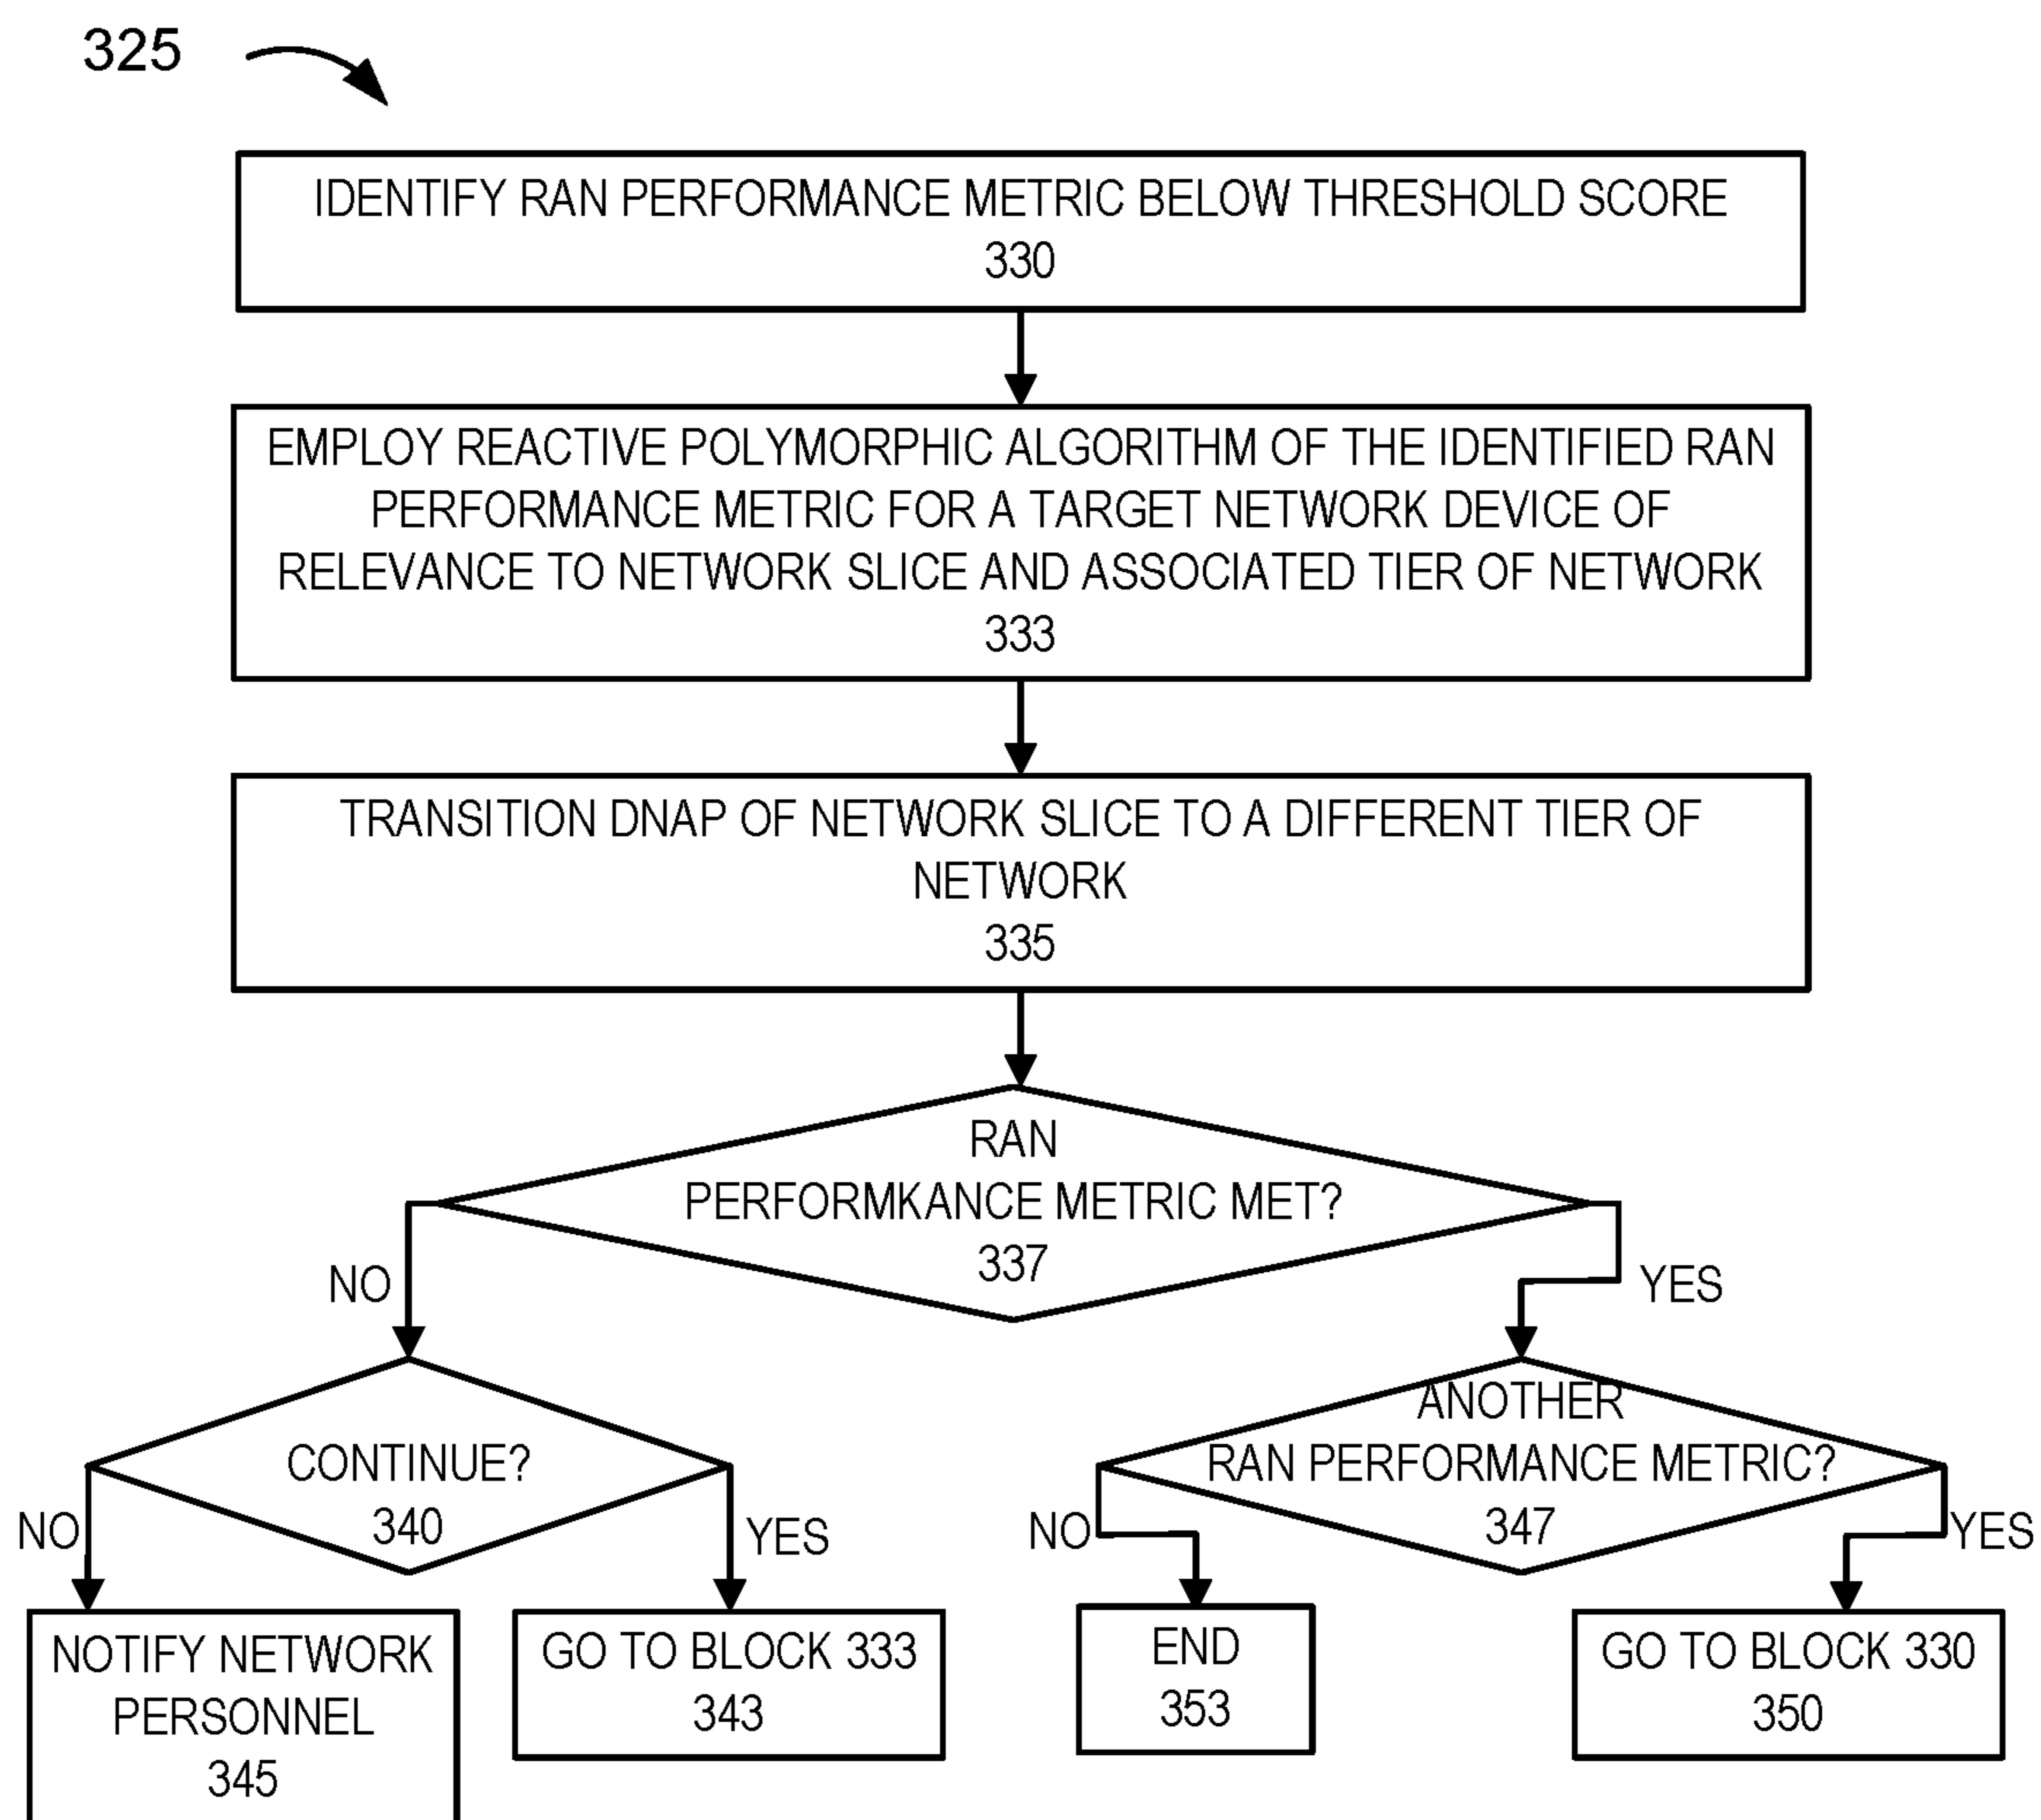 325
IDENTIFY RAN PERFORMANCE METRIC BELOW THRESHOLD SCORE
330
EMPLOY REACTIVE POLYMORPHIC ALGORITHM OF THE IDENTIFIED RAN
PERFORMANCE METRIC FOR A TARGET NETWORK DEVICE OF
RELEVANCE TO NETWORK SLICE AND ASSOCIATED TIER OF NETWORK
333
TRANSITION DNAP OF NETWORK SLICE TO A DIFFERENT TIER OF
NETWORK
335
RAN
PERFORMKANCE METRIC MET?
337
NO
YES
CONTINUE?
340
NO
YES
ANOTHER
RAN PERFORMANCE METRIC?
347
NO
YES
NOTIFY NETWORK
PERSONNEL
345
GO TO BLOCK 333
343
END
353
GO TO BLOCK 330
350